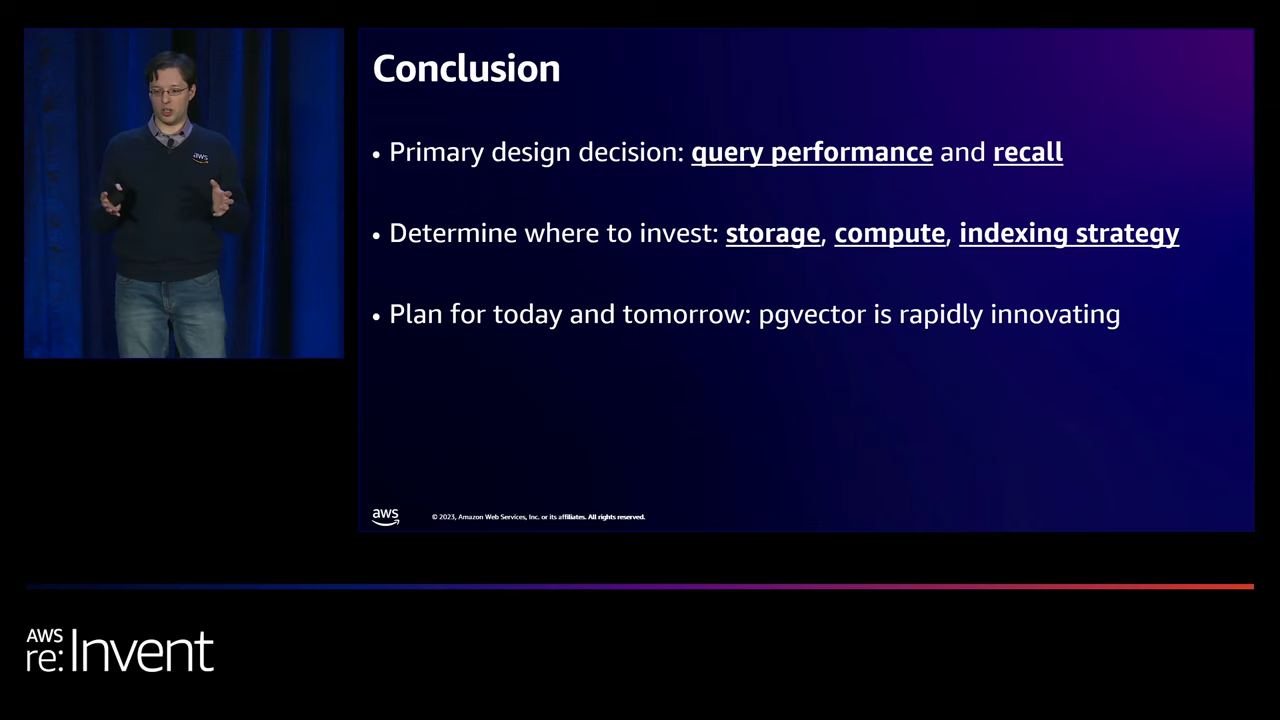 aws
Conclusion
• Primary design decision: query performance and recall
• Determine where to invest: storage, compute, indexing strategy
• Plan for today and tomorrow: pgvector is rapidly innovating
aws
© 2023, Amazon Web Services, Inc. or its affiliates. All rights reserved.
AWS
re:Invent